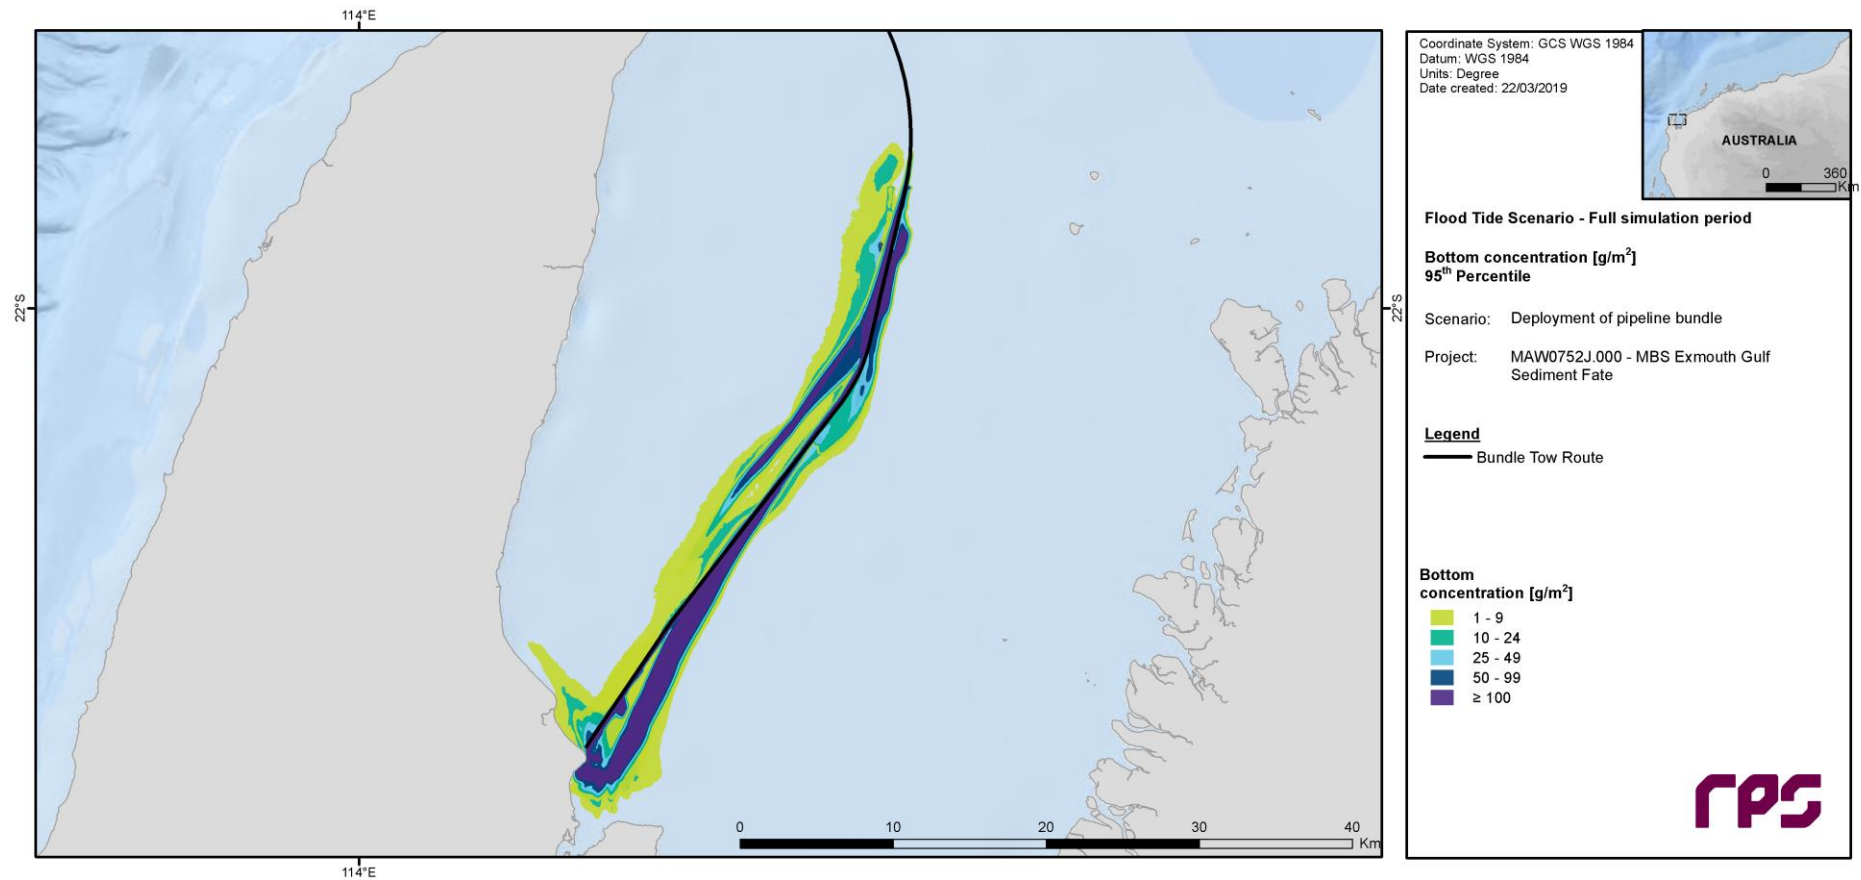 114°E
22°S
22°S
114°E
0 10 20 30 40
Km
Coordinate System: GCS WGS 1984
Datum: WGS 1984
Units: Degree
Date created: 22/03/2019
AUSTRALIA
0 360
Km
Flood Tide Scenario - Full simulation period
Bottom concentration [g/m²]
95th Percentile
Scenario: Deployment of pipeline bundle
Project: MAW0752J.000 - MBS Exmouth Gulf
Sediment Fate
Legend
Bundle Tow Route
Bottom
concentration [g/m²]
1 - 9
10 - 24
25 - 49
50 - 99
≥ 100
rps